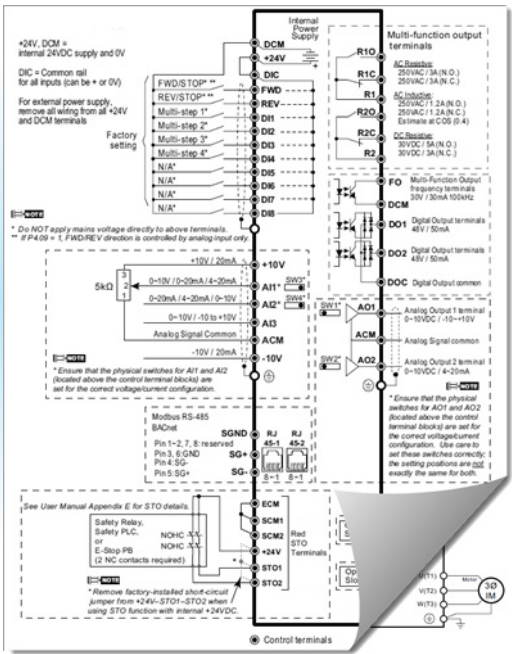 Internal
Power
Supply
+24V, DCM =
internal 24VDC supply and 0V
DIC = Common rail
for all inputs (can be + or 0V)
For external power supply,
remove all wiring from all +24V
and DCM terminals
Factory
setting
FWD/STOP* **
REV/STOP* **
Multi-step 1*
Multi-step 2*
Multi-step 3*
Multi-step 4*
N/A*
N/A*
N/A*
N/A*
DCM
+24V
DIC
FWD
REV
DI1
DI2
DI3
DI4
DI5
DI6
DI7
DI8
NOTE
* Do NOT apply mains voltage directly to above terminals.
** If P4.09 = 1, FWD/REV direction is controlled by analog input only.
Multi-function output
terminals
R1O
R1C
R1
R2O
R2C
R2
AC Resistive:
250VAC / 3A (N.O.)
250VAC / 3A (N.C.)
AC Inductive:
250VAC / 1.2A (N.O.)
250VAC / 1.2A (N.C.)
Estimate at COS (0.4)
DC Resistive:
30VDC / 5A (N.O.)
30VDC / 3A (N.C.)
FO
Multi-Function Output
frequency terminals
30V / 30mA 100kHz
DCM
DO1
Digital Output terminals
48V / 50mA
DO2
Digital Output terminals
48V / 50mA
DOC
Digital Output common
5kΩ
3
2
1
+10V / 20mA
0~10V / 0~20mA / 4~20mA
0~20mA / 4~20mA / 0~10V
0~10V / -10 to +10V
Analog Signal Common
-10V / 20mA
+10V
AI1*
AI2*
AI3
ACM
-10V
SW3*
SW4*
NOTE
* Ensure that the physical switches for AI1 and AI2
(located above the control terminal blocks) are
set for the correct voltage/current configuration.
SW1*
SW2*
AO1
ACM
AO2
Analog Output 1 terminal
0~10VDC / -10~+10V
Analog Signal common
Analog Output 2 terminal
0~10VDC / 4~20mA
NOTE
* Ensure that the physical
switches for AO1 and AO2
(located above the control
terminal blocks) are set for
the correct voltage/current
configuration. Use care to
set these switches correctly;
the setting positions are not
exactly the same for both.
Modbus RS-485
BACnet
Pin 1~2, 7, 8: reserved
Pin 3, 6:GND
Pin 4:SG-
Pin 5:SG+
SGND
SG+
SG-
RJ
45-1
RJ
45-2
8~1
8~1
See User Manual Appendix E for STO details.
Safety Relay,
Safety PLC,
or
E-Stop PB
(2 NC contacts required)
NOHC
NOHC
ECM
SCM1
SCM2
+24V
STO1
STO2
Red
STO
Terminals
NOTE
* Remove factory-installed short-circuit
jumper from +24V–STO1–STO2 when
using STO function with internal +24VDC.
V(T2)
W(T3)
Motor
3Ø
IM
Control terminals